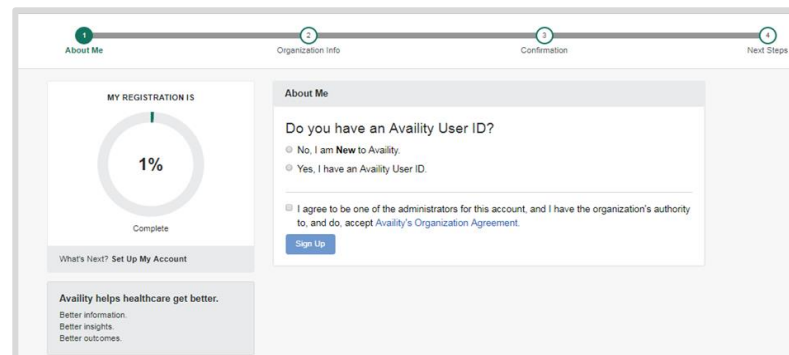 1
2
3
4
About Me
Organization Info
Confirmation
Next Steps
MY REGISTRATION IS
1%
Complete
What's Next? Set Up My Account
Availity helps healthcare get better.
Better information.
Better insights.
Better outcomes.
About Me
Do you have an Availity User ID?
No, I am New to Availity.
Yes, I have an Availity User ID.
I agree to be one of the administrators for this account, and I have the organization's authority
to, and do, accept Availity's Organization Agreement.
Sign Up